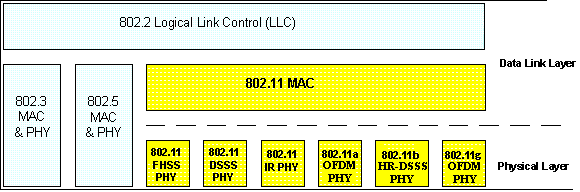 802.2 Logical Link Control (LLC)
Data Link Layer
802.3
MAC
& PHY
802.5
MAC
& PHY
802.11 MAC
802.11
FHSS
PHY
802.11
DSSS
PHY
802.11
IR PHY
802.11a
OFDM
PHY
802.11b
HR-DSSS
PHY
802.11g
OFDM
PHY
Physical Layer